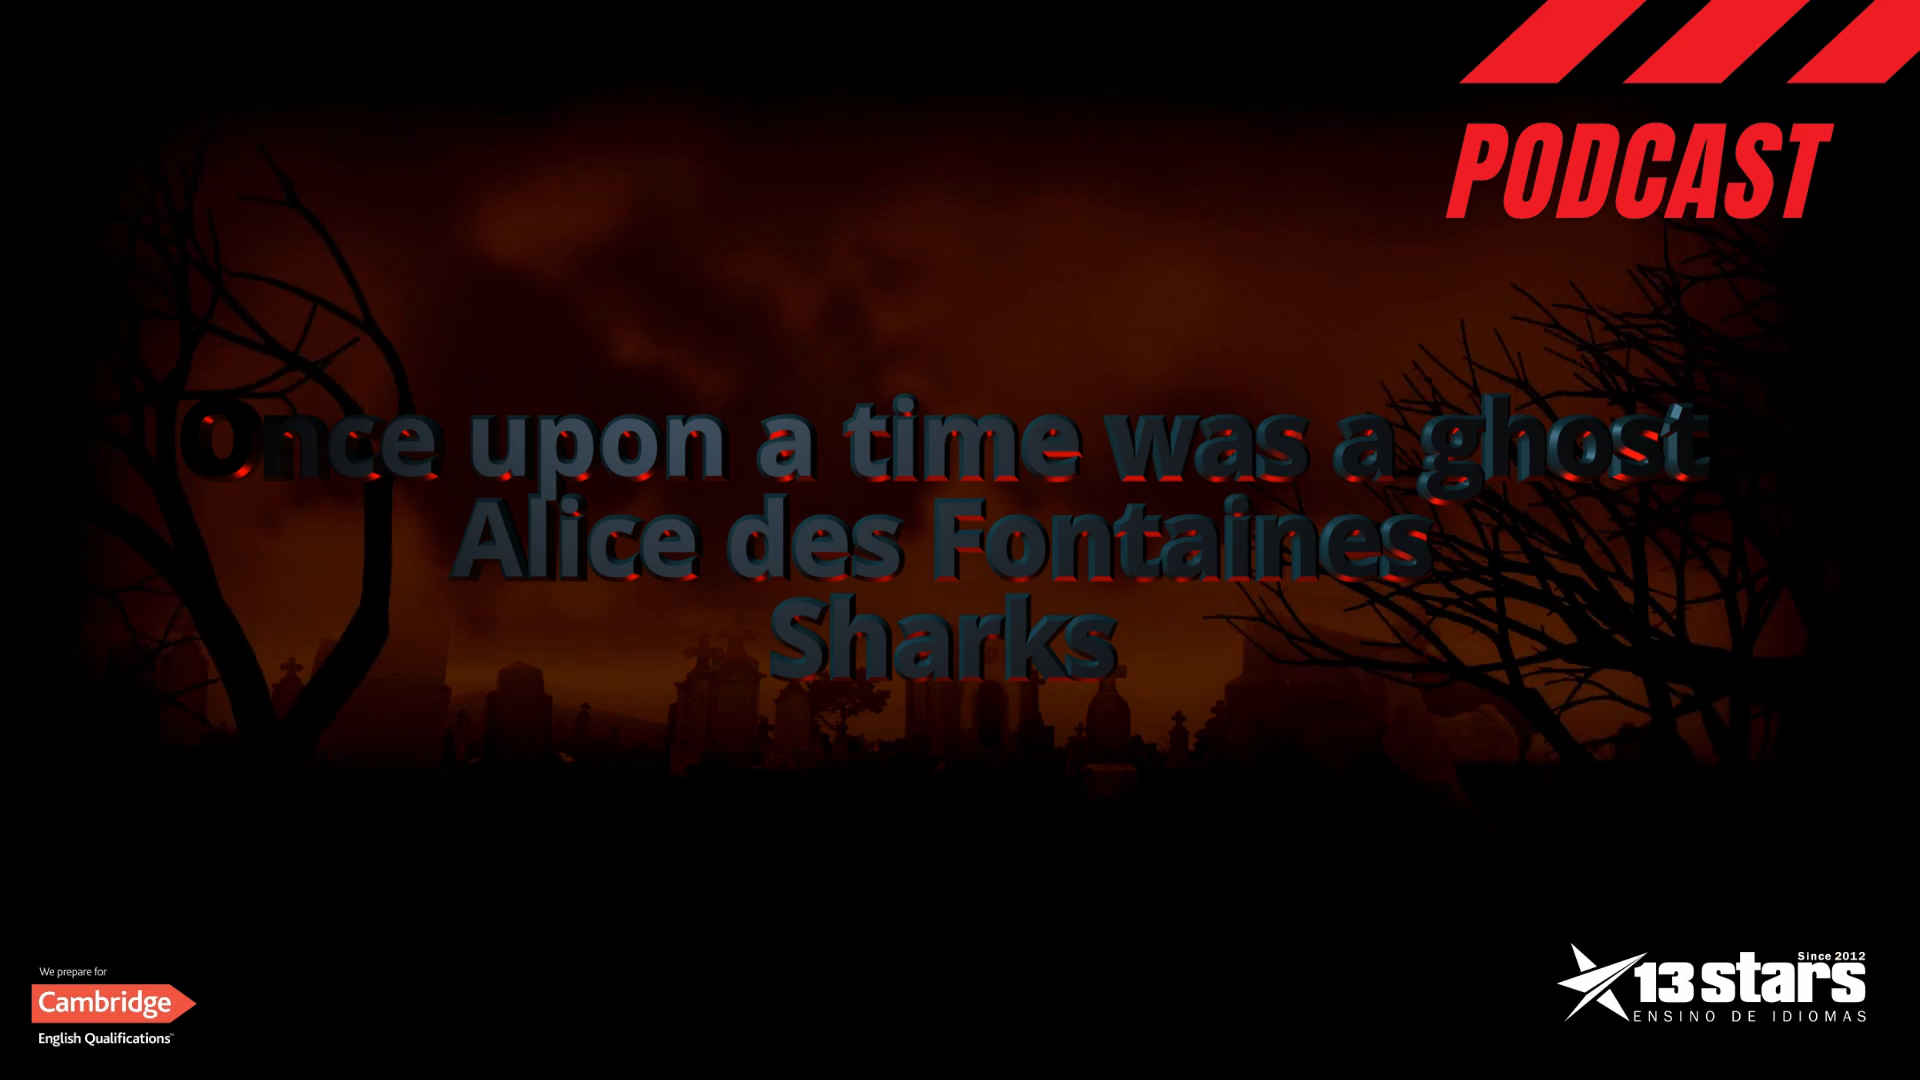 PODCAST
Once upon a time was a ghost
Alice des Fontaines
Sharks
We prepare for
Cambridge
English Qualifications™
Since 2012
13 stars
ENSINO DE IDIOMAS